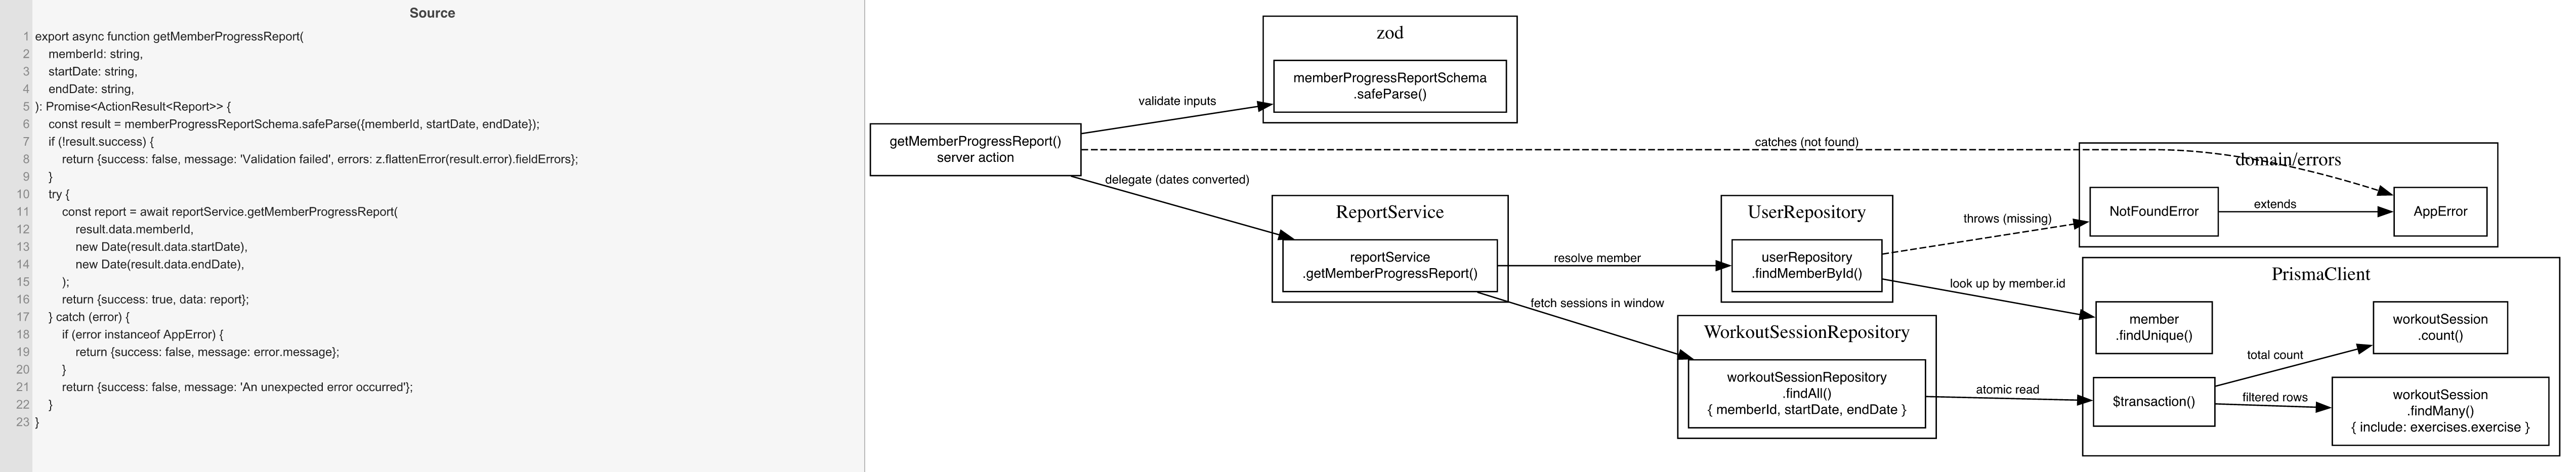 Source
1 export async function getMemberProgressReport(
2 memberId: string,
3 startDate: string,
4 endDate: string,
5 ): Promise<ActionResult<Report>> {
6 const result = memberProgressReportSchema.safeParse({memberId, startDate, endDate});
7 if (!result.success) {
8 return {success: false, message: 'Validation failed', errors: z.flattenError(result.error).fieldErrors};
9 }
10 try {
11 const report = await reportService.getMemberProgressReport(
12 result.data.memberId,
13 new Date(result.data.startDate),
14 new Date(result.data.endDate),
15 );
16 return {success: true, data: report};
17 } catch (error) {
18 if (error instanceof AppError) {
19 return {success: false, message: error.message};
20 }
21 return {success: false, message: 'An unexpected error occurred'};
22 }
23 }
getMemberProgressReport()
server action
validate inputs
zod
memberProgressReportSchema
.safeParse()
catches (not found)
delegate (dates converted)
ReportService
reportService
.getMemberProgressReport()
resolve member
fetch sessions in window
UserRepository
userRepository
.findMemberById()
WorkoutSessionRepository
workoutSessionRepository
.findAll()
{ memberId, startDate, endDate }
throws (missing)
look up by member.id
atomic read
domain/errors
NotFoundError
extends
AppError
PrismaClient
member
.findUnique()
$transaction()
total count
filtered rows
workoutSession
.count()
workoutSession
.findMany()
{ include: exercises.exercise }